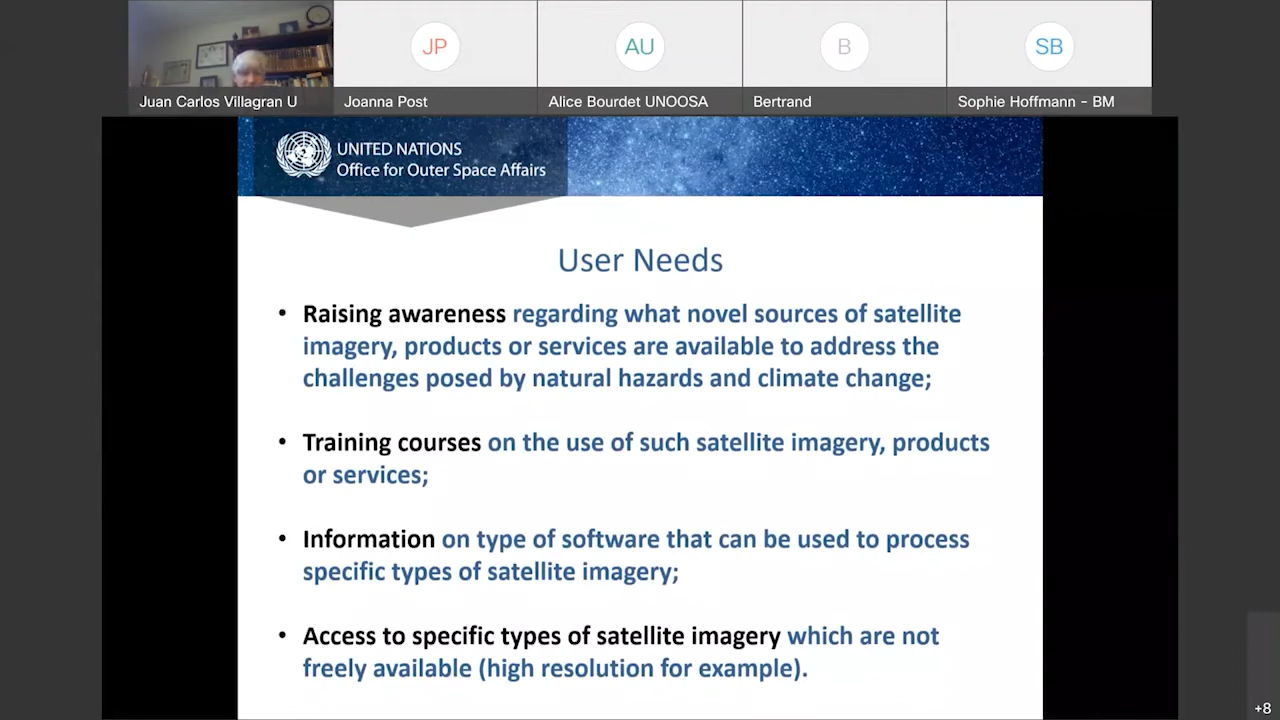 JP
AU
B
SB
Juan Carlos Villagran U
Joanna Post
Alice Bourdet UNOOSA
Bertrand
Sophie Hoffmann - BM
UNITED NATIONS
Office for Outer Space Affairs
User Needs
• Raising awareness regarding what novel sources of satellite
imagery, products or services are available to address the
challenges posed by natural hazards and climate change;
• Training courses on the use of such satellite imagery, products
or services;
• Information on type of software that can be used to process
specific types of satellite imagery;
• Access to specific types of satellite imagery which are not
freely available (high resolution for example).
+8